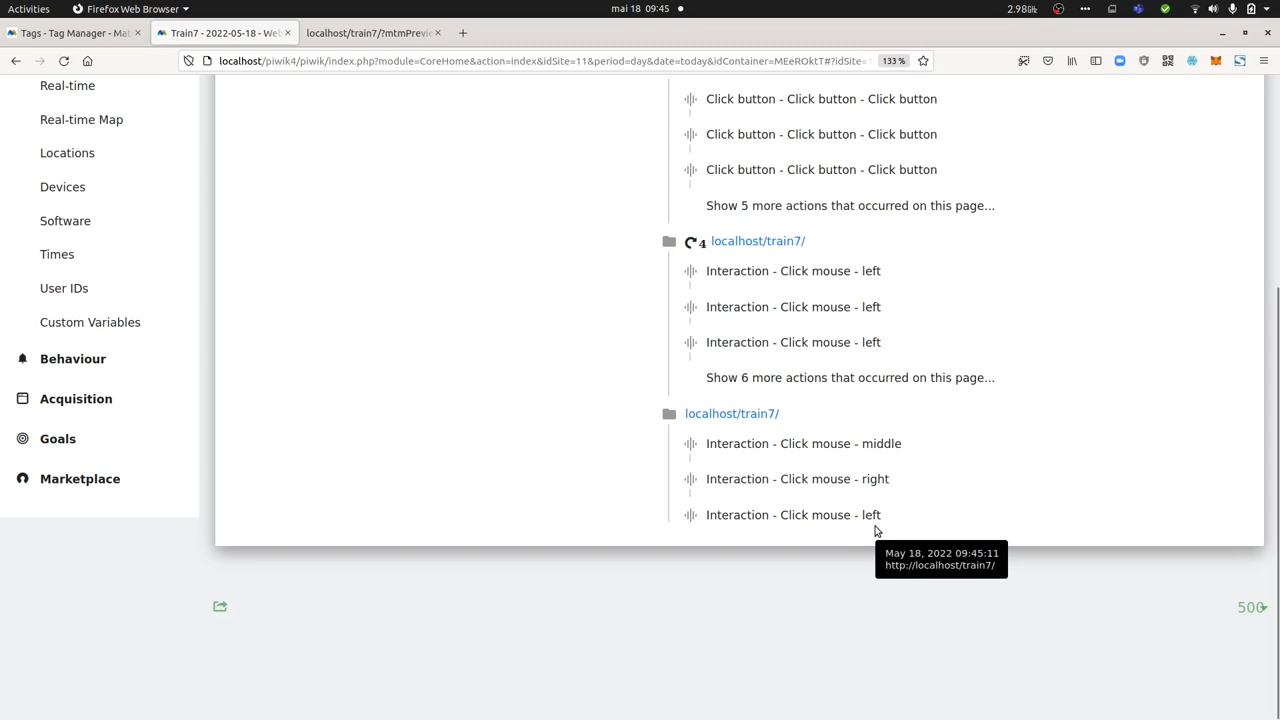 Activities
Firefox Web Browser
mai 18 09:45
2.98GiB
Tags - Tag Manager - Ma
Train7 - 2022-05-18 - Web
localhost/train7/?mtmPrevie
localhost/piwik4/piwik/index.php?module=CoreHome&action=index&idSite=11&period=day&date=today&idContainer=MEeROktT#?idSite=
133 %
Real-time
Real-time Map
Locations
Devices
Software
Times
User IDs
Custom Variables
Behaviour
Acquisition
Goals
Marketplace
Click button - Click button - Click button
Click button - Click button - Click button
Click button - Click button - Click button
Show 5 more actions that occurred on this page...
4 localhost/train7/
Interaction - Click mouse - left
Interaction - Click mouse - left
Interaction - Click mouse - left
Show 6 more actions that occurred on this page...
localhost/train7/
Interaction - Click mouse - middle
Interaction - Click mouse - right
Interaction - Click mouse - left
May 18, 2022 09:45:11
http://localhost/train7/
500